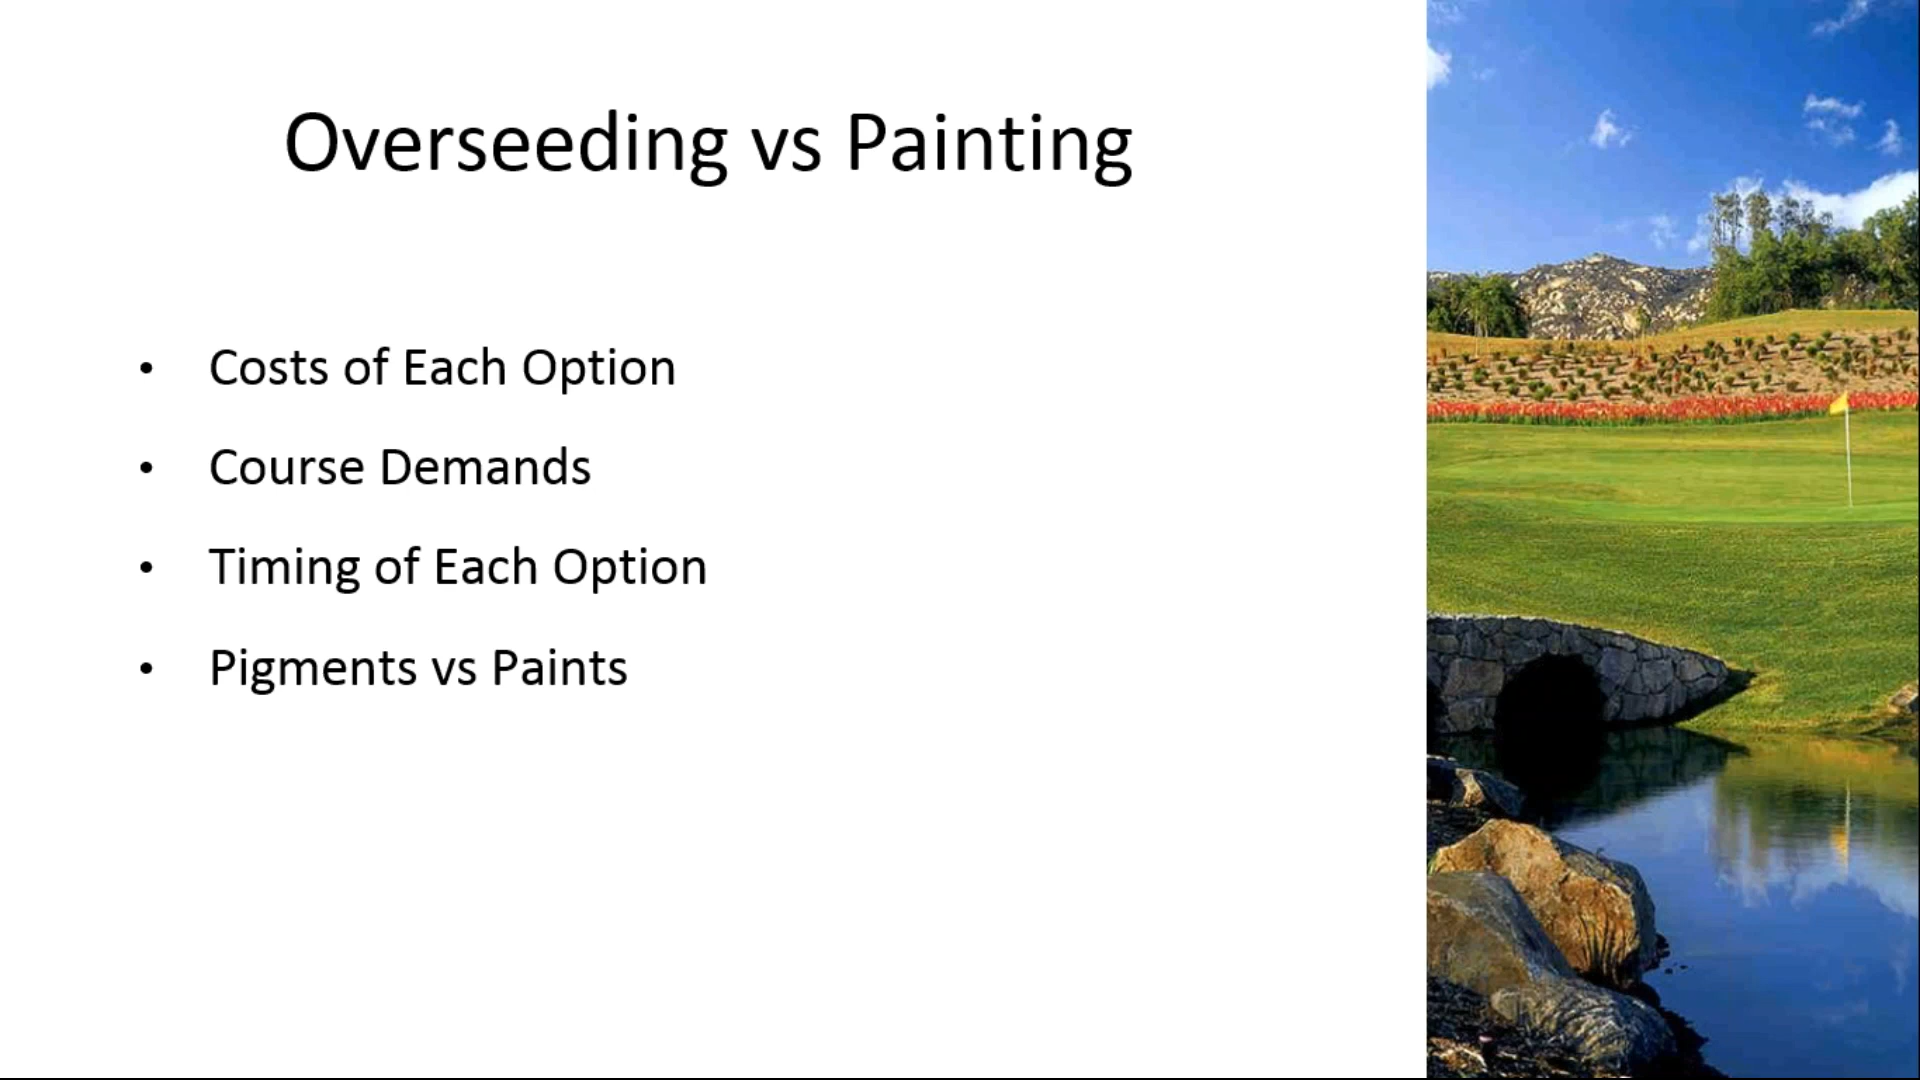 Overseeding vs Painting
• Costs of Each Option
• Course Demands
• Timing of Each Option
• Pigments vs Paints